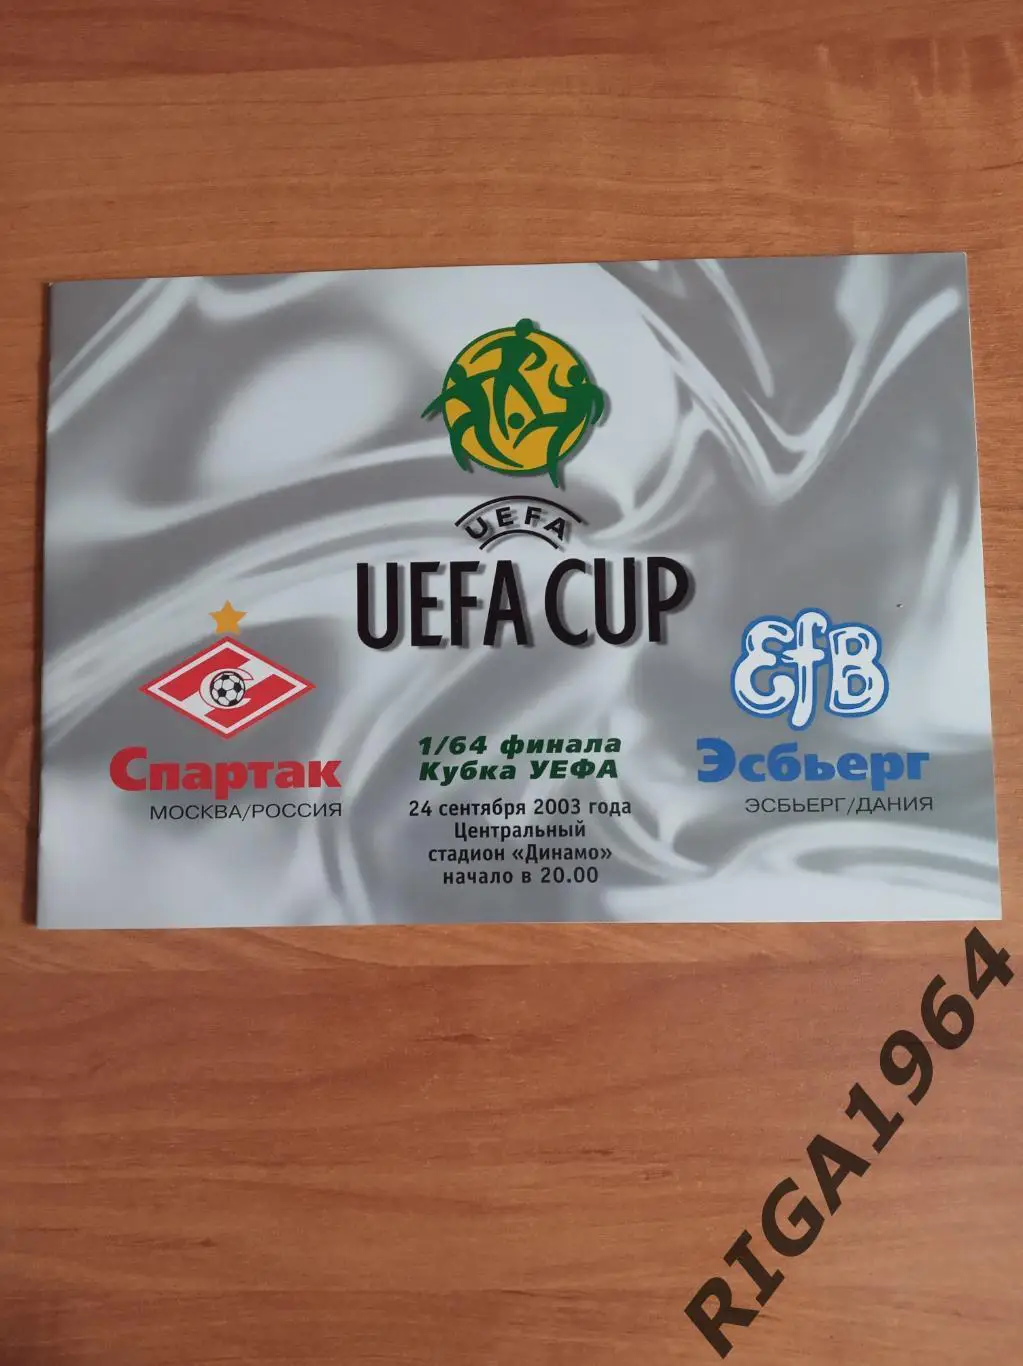 UEFA
UEFA CUP
Спартак
МОСКВА/РОССИЯ
1/64 финала
Кубка УЕФА
24 сентября 2003 года
Центральный
стадион «Динамо»
начало в 20.00
EfB
Эсбьерг
ЭСБЬЕРГ/ДАНИЯ
RIGA1964